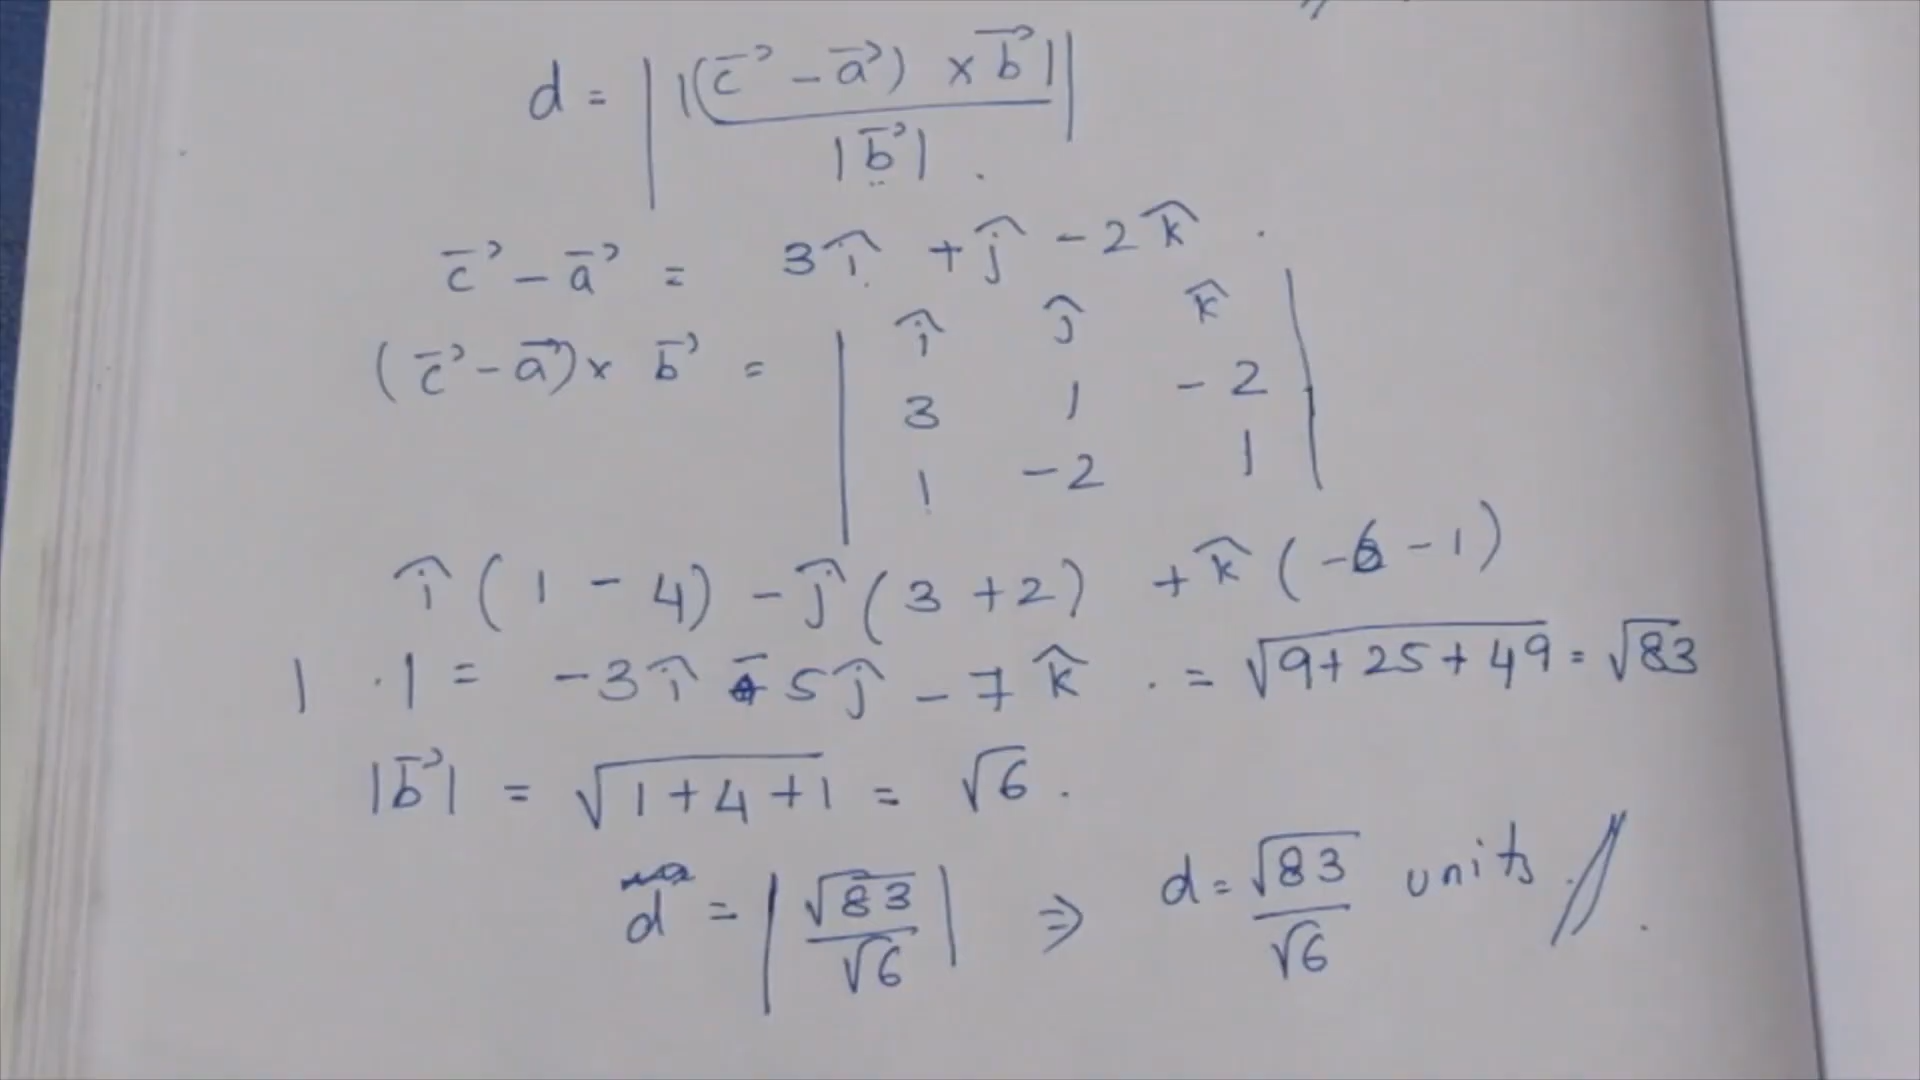 d = | |(c⃗ - a⃗) × b⃗| / |b⃗| | .
c⃗ - a⃗ = 3î + ĵ - 2k̂ .
(c⃗ - a⃗) × b⃗ = | î ĵ k̂
3 1 -2
1 -2 1 |
î(1 - 4) - ĵ(3 + 2) + k̂(-6 - 1)
| . | = -3î - 5ĵ - 7k̂ . = √(9 + 25 + 49) = √83
|b⃗| = √(1 + 4 + 1) = √6 .
d = | √83 / √6 | ⇒ d = √83 / √6 units //.